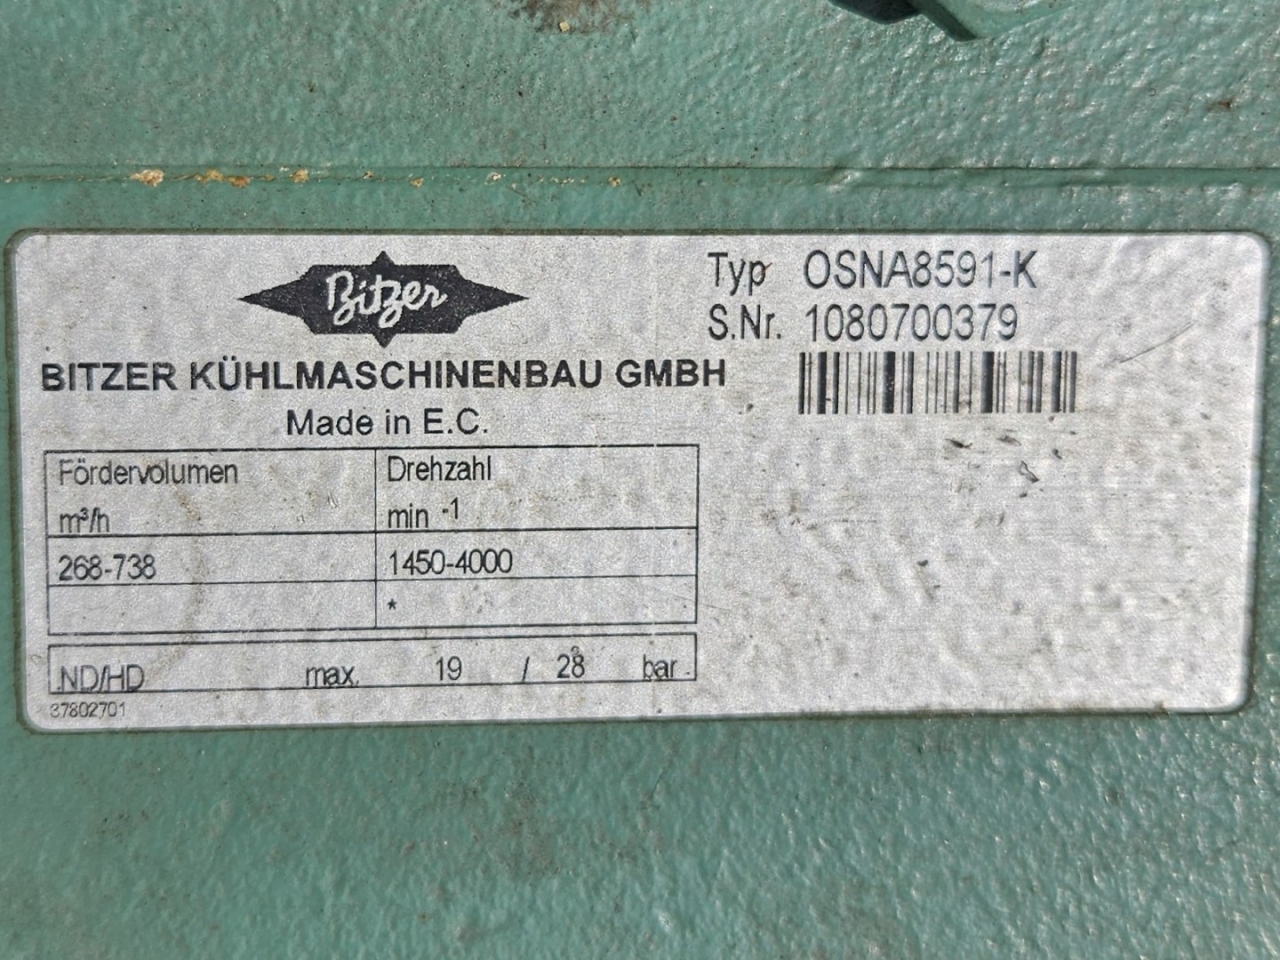 Bitzer
BITZER KÜHLMASCHINENBAU GMBH
Made in E.C.
Typ OSNA8591-K
S.Nr. 1080700379
Fördervolumen m³/h
Drehzahl min -1
268-738
1450-4000
*
ND/HD max. 19 / 28 bar
37802701